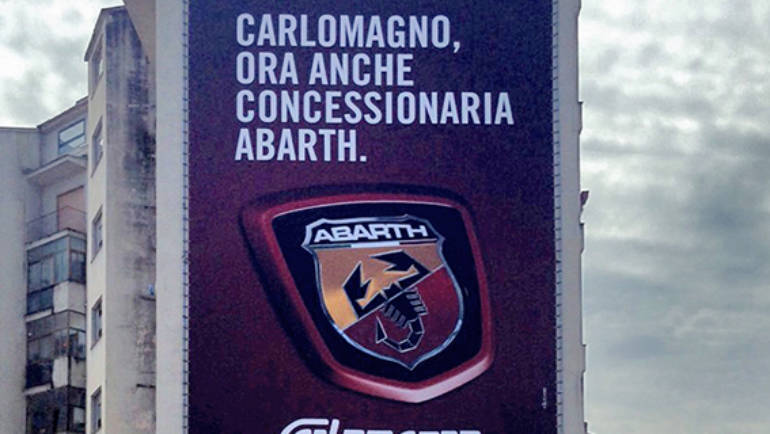 CARLOMAGNO,
ORA ANCHE
CONCESSIONARIA
ABARTH.
ABARTH